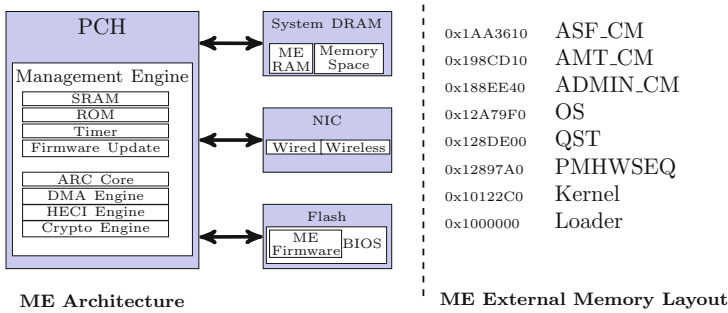 PCH
Management Engine
SRAM
ROM
Timer
Firmware Update
ARC Core
DMA Engine
HECI Engine
Crypto Engine
System DRAM
ME RAM
Memory Space
NIC
Wired
Wireless
Flash
ME Firmware
BIOS
ME Architecture
0x1AA3610 ASF_CM
0x198CD10 AMT_CM
0x188EE40 ADMIN_CM
0x12A79F0 OS
0x128DE00 QST
0x12897A0 PMHWSEQ
0x10122C0 Kernel
0x1000000 Loader
ME External Memory Layout